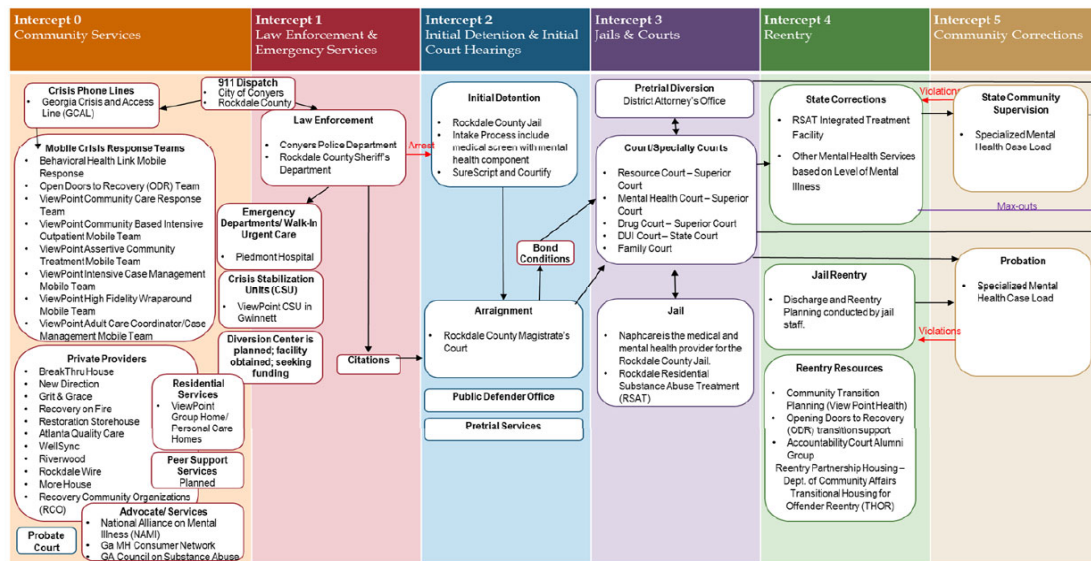 Intercept 0
Community Services
Intercept 1
Law Enforcement &
Emergency Services
Intercept 2
Initial Detention & Initial
Court Hearings
Intercept 3
Jails & Courts
Intercept 4
Reentry
Intercept 5
Community Corrections
Crisis Phone Lines
• Georgia Crisis and Access
Line (GCAL)
911 Dispatch
• City of Conyers
• Rockdale County
Mobile Crisis Response Teams
• Behavioral Health Link Mobile
Response
• Open Doors to Recovery (ODR) Team
• ViewPoint Community Care Response
Team
• ViewPoint Community Based Intensive
Outpatient Mobile Team
• ViewPoint Assertive Community
Treatment Mobile Team
• ViewPoint Intensive Case Management
Mobile Team
• ViewPoint High Fidelity Wraparound
Mobile Team
• ViewPoint Adult Care Coordinator/Case
Management Mobile Team
Private Providers
• BreakThru House
• New Direction
• Grit & Grace
• Recovery on Fire
• Restoration Storehouse
• Atlanta Quality Care
• WellSync
• Riverwood
• Rockdale Wire
• More House
• Recovery Community Organizations
(RCO)
Residential
Services
• ViewPoint
Group Home/
Personal Care
Homes
Peer Support
Services
Planned
Probate
Court
Advocate/ Services
• National Alliance on Mental
Illness (NAMI)
• Ga MH Consumer Network
• GA Council on Substance Abuse
Law Enforcement
• Conyers Police Department
• Rockdale County Sheriff's
Department
Arrest
Emergency
Departments/ Walk-In
Urgent Care
• Piedmont Hospital
Crisis Stabilization
Units (CSU)
• ViewPoint CSU in
Gwinnett
Diversion Center is
planned; facility
obtained; seeking
funding
Citations
Initial Detention
• Rockdale County Jail
• Intake Process include
medical screen with mental
health component
• SureScript and Courtify
Bond
Conditions
Arraignment
• Rockdale County Magistrate's
Court
Public Defender Office
Pretrial Services
Pretrial Diversion
District Attorney's Office
Court/Specialty Courts
• Resource Court – Superior
Court
• Mental Health Court – Superior
Court
• Drug Court – Superior Court
• DUI Court – State Court
• Family Court
Jail
• Naphcare is the medical and
mental health provider for the
Rockdale County Jail.
• Rockdale Residential
Substance Abuse Treatment
(RSAT)
State Corrections
• RSAT Integrated Treatment
Facility
• Other Mental Health Services
based on Level of Mental
Illness
Jail Reentry
• Discharge and Reentry
Planning conducted by
jail staff.
Reentry Resources
• Community Transition
Planning (View Point Health)
• Opening Doors to Recovery
(ODR) transition support
• Accountability Court Alumni
Group
Reentry Partnership Housing –
Dept. of Community Affairs
Transitional Housing for
Offender Reentry (THOR)
Violations
State Community
Supervision
• Specialized Mental
Health Case Load
Max-outs
Probation
• Specialized Mental
Health Case Load
Violations